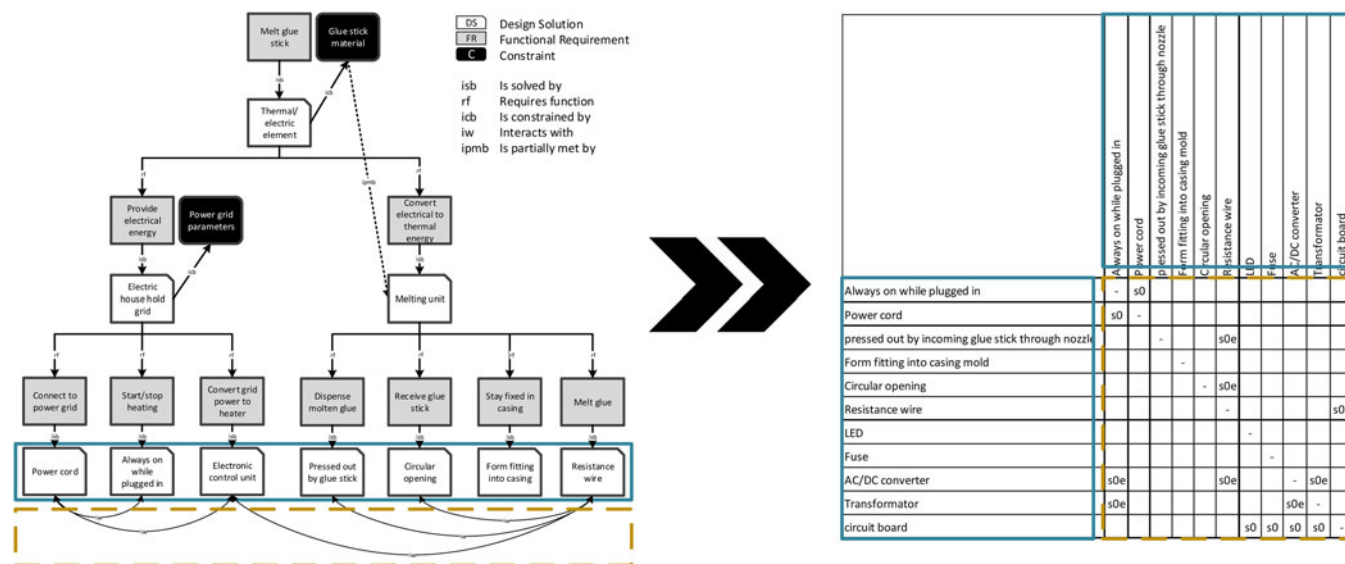 Melt glue
stick
Glue stick
material
DS Design Solution
FR Functional Requirement
C Constraint
isb Is solved by
rf Requires function
icb Is constrained by
iw Interacts with
ipmb Is partially met by
isb
icb
Thermal/
electric
element
rf
ipmb
rf
Provide
electrical
energy
Power grid
parameters
Convert
electrical to
thermal
energy
isb
icb
isb
Electric
house hold
grid
Melting unit
rf
rf
rf
rf
rf
rf
rf
Connect to
power grid
Start/stop
heating
Convert grid
power to
heater
Dispense
molten glue
Receive glue
stick
Stay fixed in
casing
Melt glue
isb
isb
isb
isb
isb
isb
isb
Power cord
Always on
while
plugged in
Electronic
control unit
Pressed out
by glue stick
Circular
opening
Form fitting
into casing
Resistance
wire
Always on while plugged in
Power cord
pressed out by incoming glue stick through nozzle
Form fitting into casing mold
Circular opening
Resistance wire
LED
Fuse
AC/DC converter
Transformator
circuit board
Always on while plugged in - s0
Power cord s0 -
pressed out by incoming glue stick through nozzle - s0e
Form fitting into casing mold -
Circular opening - s0e
Resistance wire - s0
LED -
Fuse -
AC/DC converter s0e s0e - s0e
Transformator s0e s0e -
circuit board s0 s0 s0 s0 -